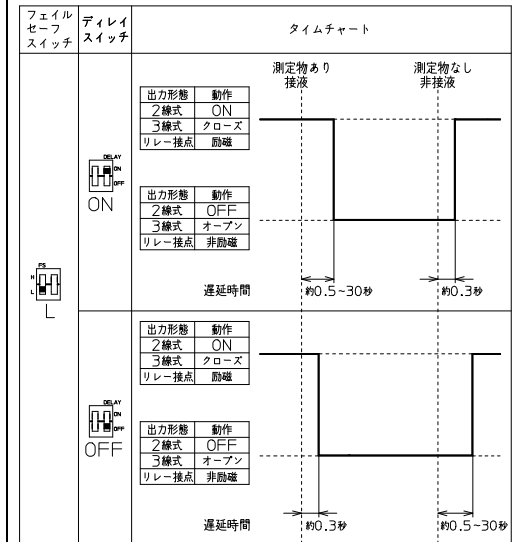 フェイル
セーフ
スイッチ
ディレイ
スイッチ
タイムチャート
測定物あり
接液
測定物なし
非接液
出力形態 動作
2線式 ON
3線式 クローズ
リレー接点 励磁
DELAY
ON
OFF
ON
出力形態 動作
2線式 OFF
3線式 オープン
リレー接点 非励磁
遅延時間
約0.5~30秒
約0.3秒
FS
H
L
L
出力形態 動作
2線式 ON
3線式 クローズ
リレー接点 励磁
DELAY
ON
OFF
OFF
出力形態 動作
2線式 OFF
3線式 オープン
リレー接点 非励磁
遅延時間
約0.3秒
約0.5~30秒